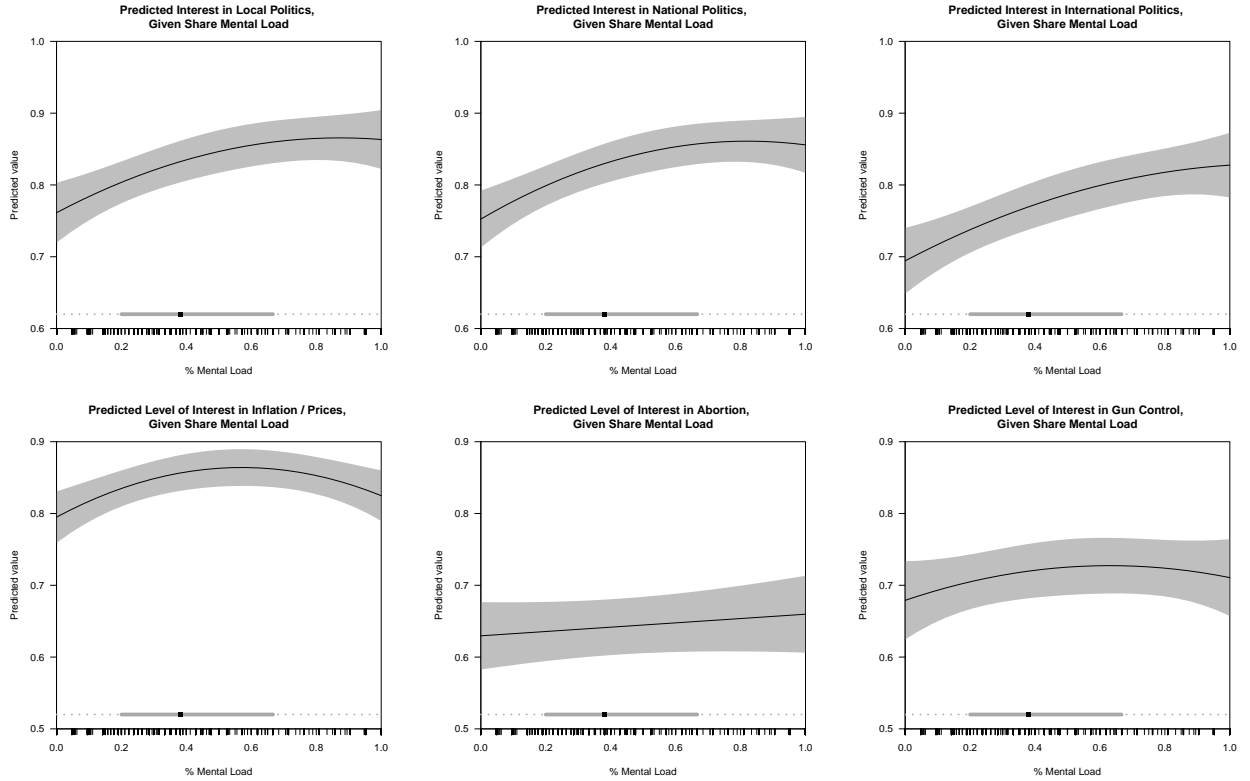 Predicted Interest in Local Politics,
Given Share Mental Load
Predicted value
1.0
0.9
0.8
0.7
0.6
0.0 0.2 0.4 0.6 0.8 1.0
% Mental Load
Predicted Interest in National Politics,
Given Share Mental Load
Predicted value
1.0
0.9
0.8
0.7
0.6
0.0 0.2 0.4 0.6 0.8 1.0
% Mental Load
Predicted Interest in International Politics,
Given Share Mental Load
Predicted value
1.0
0.9
0.8
0.7
0.6
0.0 0.2 0.4 0.6 0.8 1.0
% Mental Load
Predicted Level of Interest in Inflation / Prices,
Given Share Mental Load
Predicted value
0.9
0.8
0.7
0.6
0.5
0.0 0.2 0.4 0.6 0.8 1.0
% Mental Load
Predicted Level of Interest in Abortion,
Given Share Mental Load
Predicted value
0.9
0.8
0.7
0.6
0.5
0.0 0.2 0.4 0.6 0.8 1.0
% Mental Load
Predicted Level of Interest in Gun Control,
Given Share Mental Load
Predicted value
0.9
0.8
0.7
0.6
0.5
0.0 0.2 0.4 0.6 0.8 1.0
% Mental Load